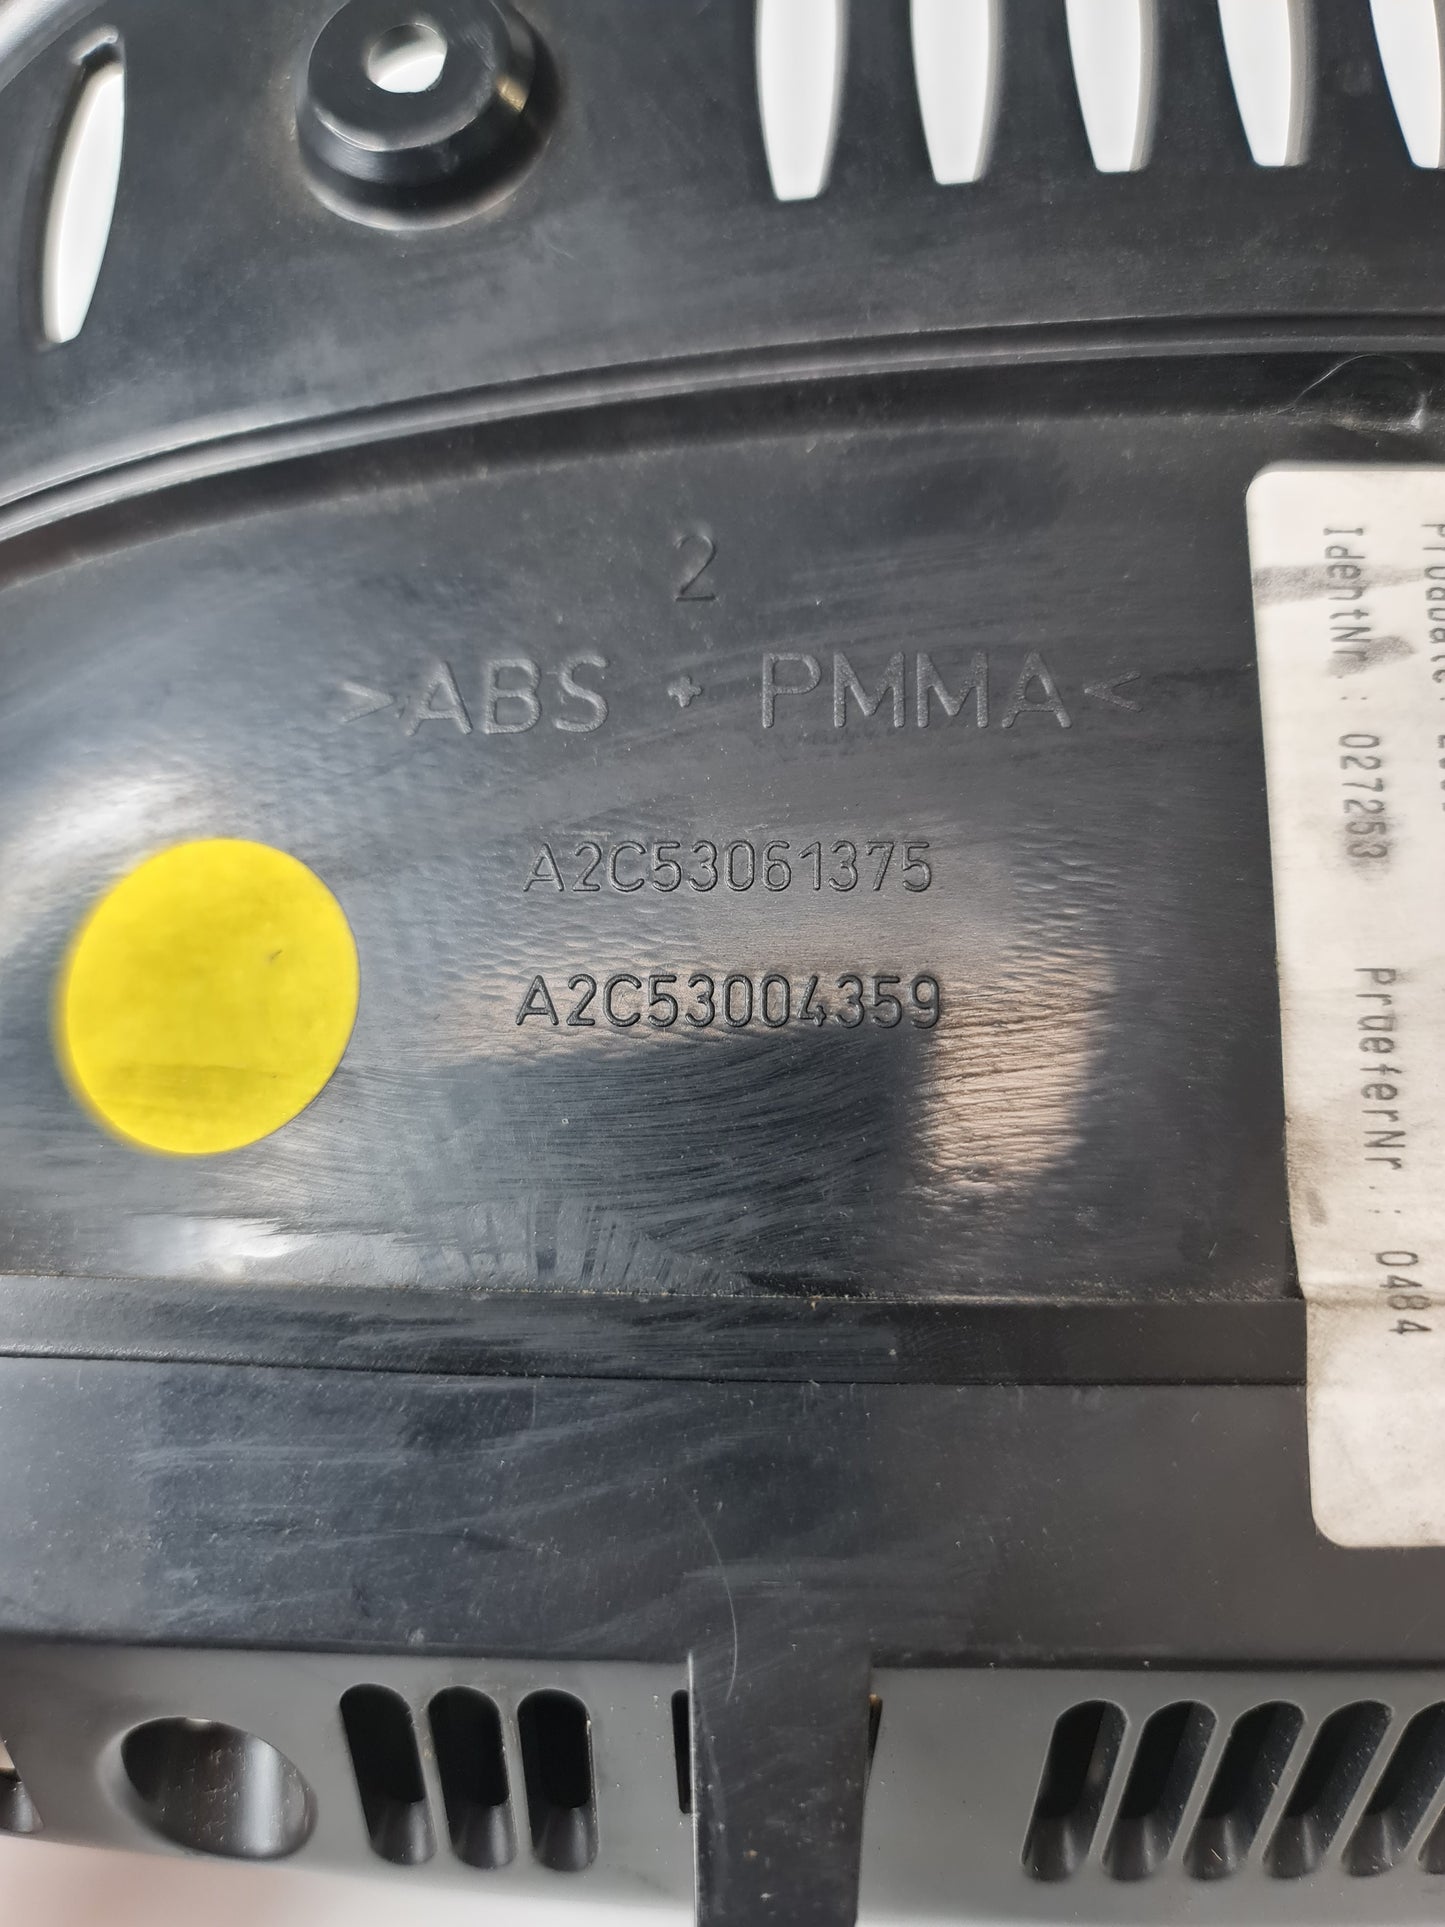 2
>ABS + PMMA<
A2C53061375
A2C53004359
IdentNr : 027253 PrueferNr : 0484